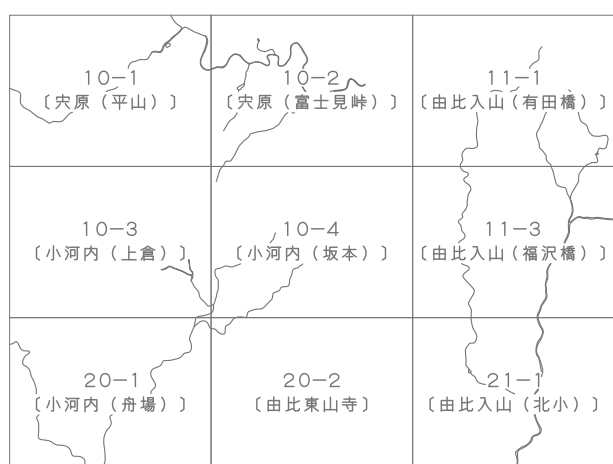 10-1
〔宍原（平山）〕
10-2
〔宍原（富士見峠）〕
11-1
〔由比入山（有田橋）〕
10-3
〔小河内（上倉）〕
10-4
〔小河内（坂本）〕
11-3
〔由比入山（福沢橋）〕
20-1
〔小河内（舟場）〕
20-2
〔由比東山寺〕
21-1
〔由比入山（北小）〕